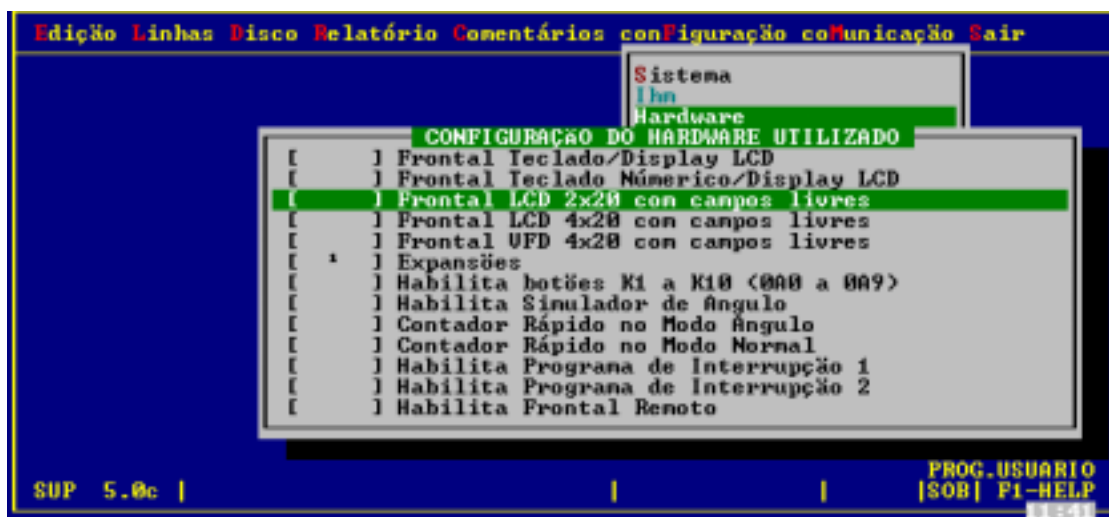 Edição Linhas Disco Relatório Comentários conFiguração coMunicação Sair
Sistema
Ihm
Hardware
CONFIGURAÇãO DO HARDWARE UTILIZADO
[ ] Frontal Teclado/Display LCD
[ ] Frontal Teclado Númerico/Display LCD
[ ] Frontal LCD 2x20 com campos livres
[ ] Frontal LCD 4x20 com campos livres
[ ] Frontal VFD 4x20 com campos livres
[ ¹ ] Expansões
[ ] Habilita botões K1 a K10 (0A0 a 0A9)
[ ] Habilita Simulador de Angulo
[ ] Contador Rápido no Modo Ângulo
[ ] Contador Rápido no Modo Normal
[ ] Habilita Programa de Interrupção 1
[ ] Habilita Programa de Interrupção 2
[ ] Habilita Frontal Remoto
PROG.USUARIO
SUP 5.0c | | | |SOB| F1-HELP
11:41